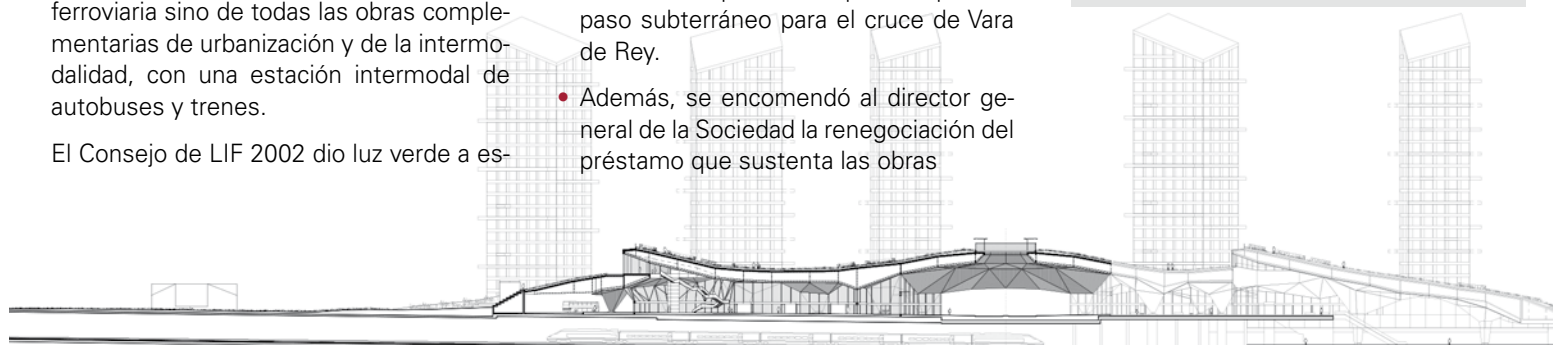 ferroviaria sino de todas las obras comple-
mentarias de urbanización y de la intermo-
dalidad, con una estación intermodal de
autobuses y trenes.
El Consejo de LIF 2002 dio luz verde a es-
paso subterráneo para el cruce de Vara
de Rey.
• Además, se encomendó al director ge-
neral de la Sociedad la renegociación del
préstamo que sustenta las obras